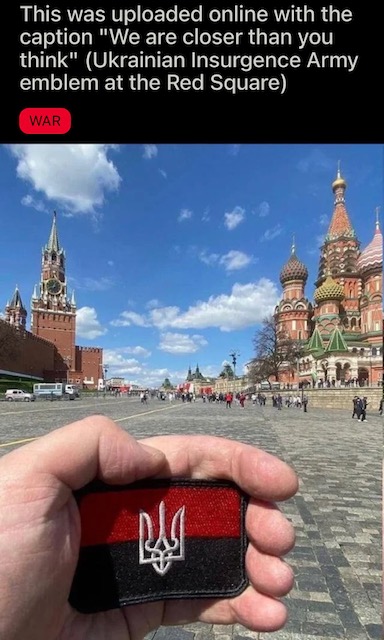 This was uploaded online with the
caption "We are closer than you
think" (Ukrainian Insurgence Army
emblem at the Red Square)
WAR